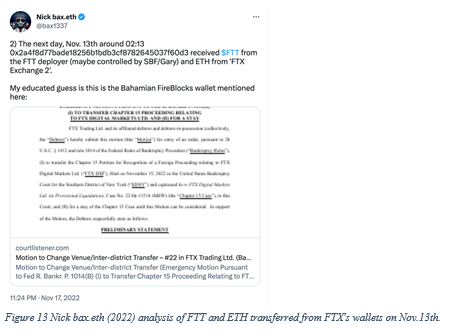 Nick bax.eth
@bax1337
2) The next day, Nov. 13th around 02:13
0x2a4f8d77bade18256b1bdb3cf8782645037f60d3 received $FTT from
the FTT deployer (maybe controlled by SBF/Gary) and ETH from 'FTX
Exchange 2'.
My educated guess is this is the Bahamian FireBlocks wallet mentioned
here:
(I) TO TRANSFER CHAPTER 15 PROCEEDING RELATING
TO FTX DIGITAL MARKETS LTD. AND (II) FOR A STAY
FTX Trading Ltd. and its affiliated debtors and debtors-in-possession (collectively,
the "Debtors") hereby submit this motion (this "Motion") for entry of an order, pursuant to 28
U.S.C. § 1412 and rule 1014 of the Federal Rules of Bankruptcy Procedure (the "Bankruptcy Rules"),
(I) to transfer the Chapter 15 Petition for Recognition of a Foreign Proceeding relating to FTX
Digital Markets Ltd. ("FTX DM"), filed on November 15, 2022 in the United States Bankruptcy
Court for the Southern District of New York ("SDNY") and captioned In re FTX Digital Markets
Ltd. (in Provisional Liquidation), Case No. 22-bk-11516 (MEW) (the "Chapter 15 Case"), to this
Court, and (II) for a stay of the Chapter 15 Case until this Motion can be considered. In support
of the Motion, the Debtors respectfully state as follows:
PRELIMINARY STATEMENT
courtlistener.com
Motion to Change Venue/Inter-district Transfer – #22 in FTX Trading Ltd. (Ba...
Motion to Change Venue/Inter-district Transfer (Emergency Motion Pursuant
to Fed R. Bankr. P. 1014(B) (I) to Transfer Chapter 15 Proceeding Relating to FT...
11:24 PM · Nov 17, 2022
Figure 13 Nick bax.eth (2022) analysis of FTT and ETH transferred from FTX's wallets on Nov.13th.